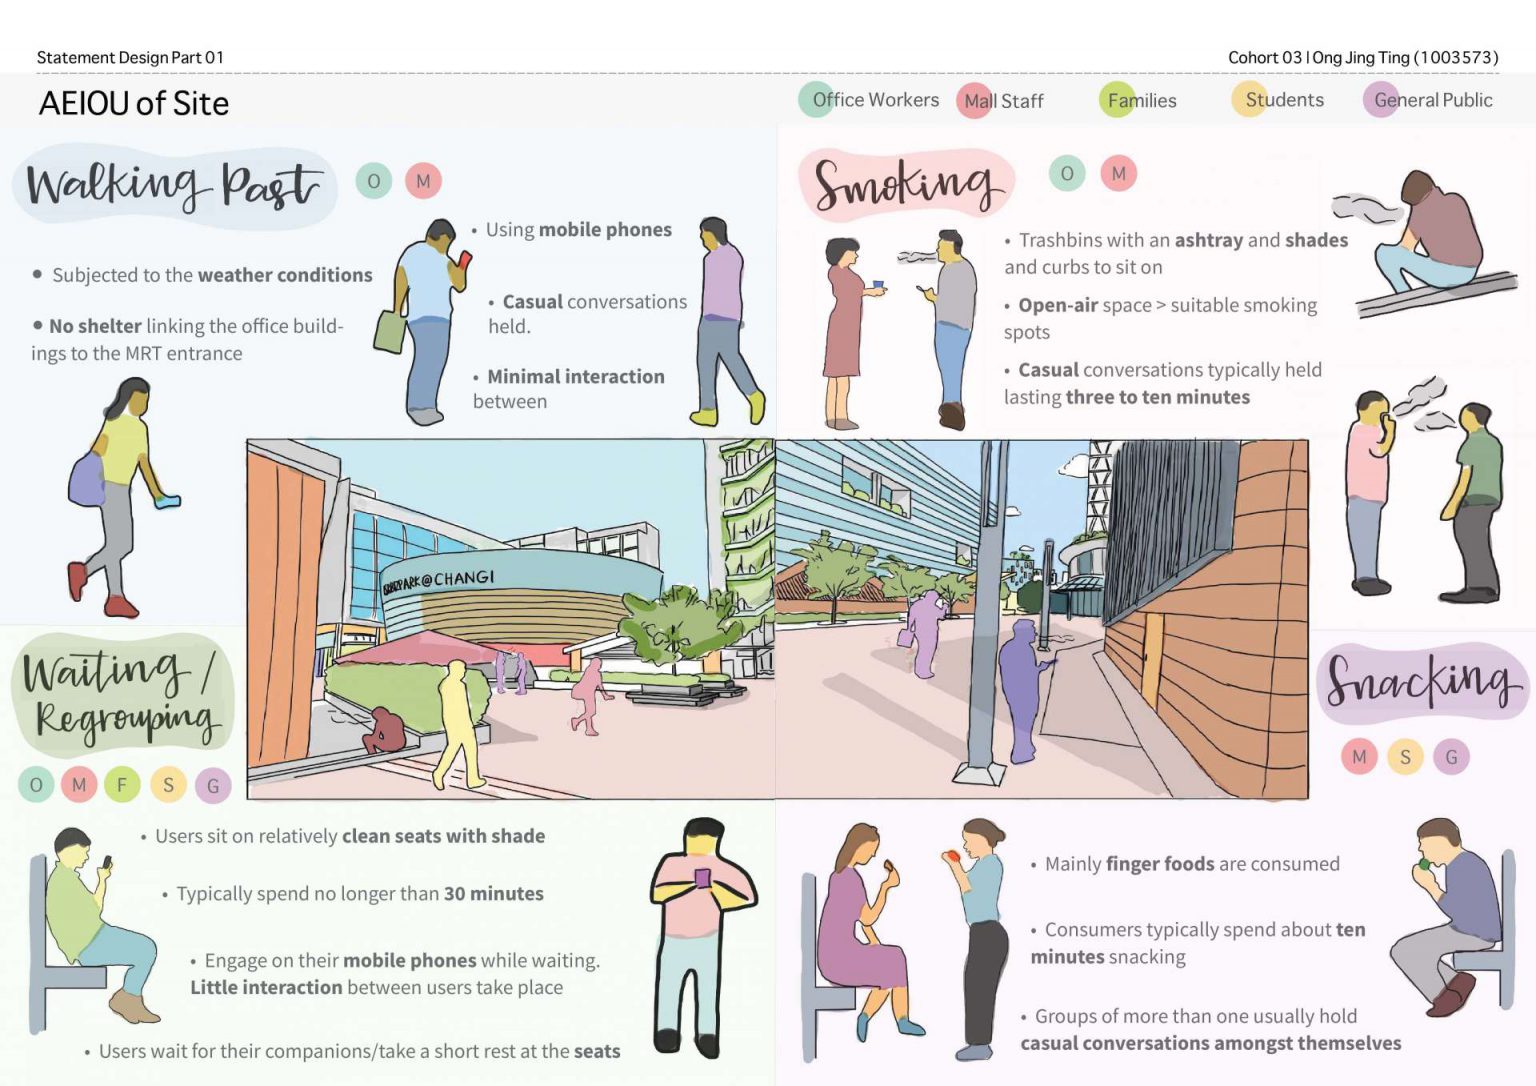 Statement Design Part 01
Cohort 03 | Ong Jing Ting (1003573)
AEIOU of Site
Office Workers
Mall Staff
Families
Students
General Public
Walking Past
O
M
• Subjected to the weather conditions
• No shelter linking the office build-
ings to the MRT entrance
• Using mobile phones
• Casual conversations
held.
• Minimal interaction
between
Smoking
O
M
• Trashbins with an ashtray and shades
and curbs to sit on
• Open-air space > suitable smoking
spots
• Casual conversations typically held
lasting three to ten minutes
@CHANGI
Waiting /
Regrouping
O
M
F
S
G
• Users sit on relatively clean seats with shade
• Typically spend no longer than 30 minutes
• Engage on their mobile phones while waiting.
Little interaction between users take place
• Users wait for their companions/take a short rest at the seats
Snacking
M
S
G
• Mainly finger foods are consumed
• Consumers typically spend about ten
minutes snacking
• Groups of more than one usually hold
casual conversations amongst themselves